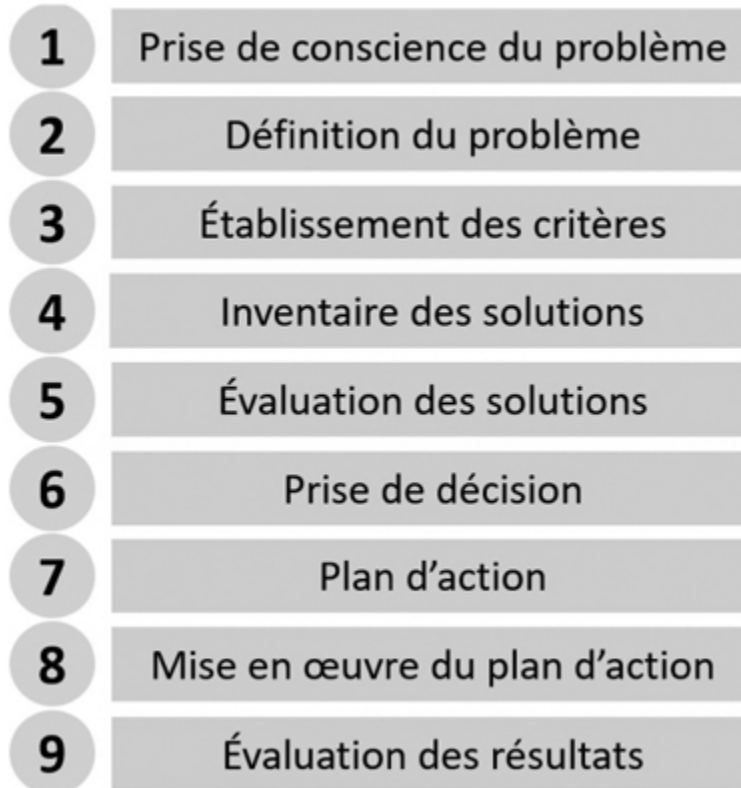 1 Prise de conscience du problème
2 Définition du problème
3 Établissement des critères
4 Inventaire des solutions
5 Évaluation des solutions
6 Prise de décision
7 Plan d’action
8 Mise en œuvre du plan d’action
9 Évaluation des résultats